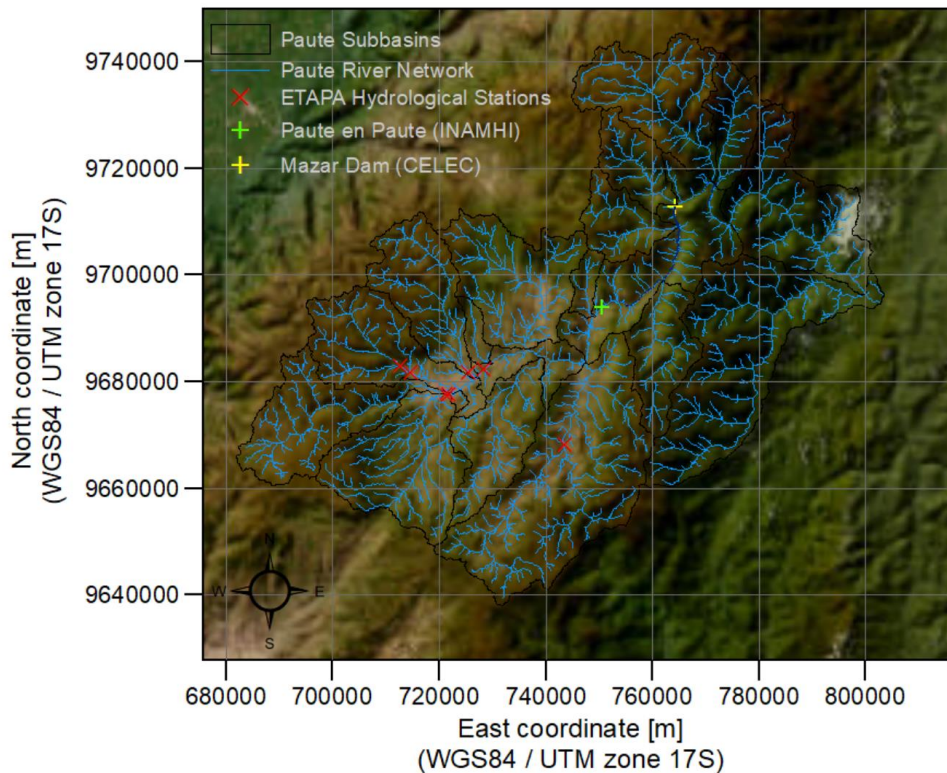 Paute Subbasins
Paute River Network
ETAPA Hydrological Stations
Paute en Paute (INAMHI)
Mazar Dam (CELEC)
9740000
9720000
9700000
9680000
9660000
9640000
North coordinate [m]
(WGS84 / UTM zone 17S)
N
W E
S
680000 700000 720000 740000 760000 780000 800000
East coordinate [m]
(WGS84 / UTM zone 17S)